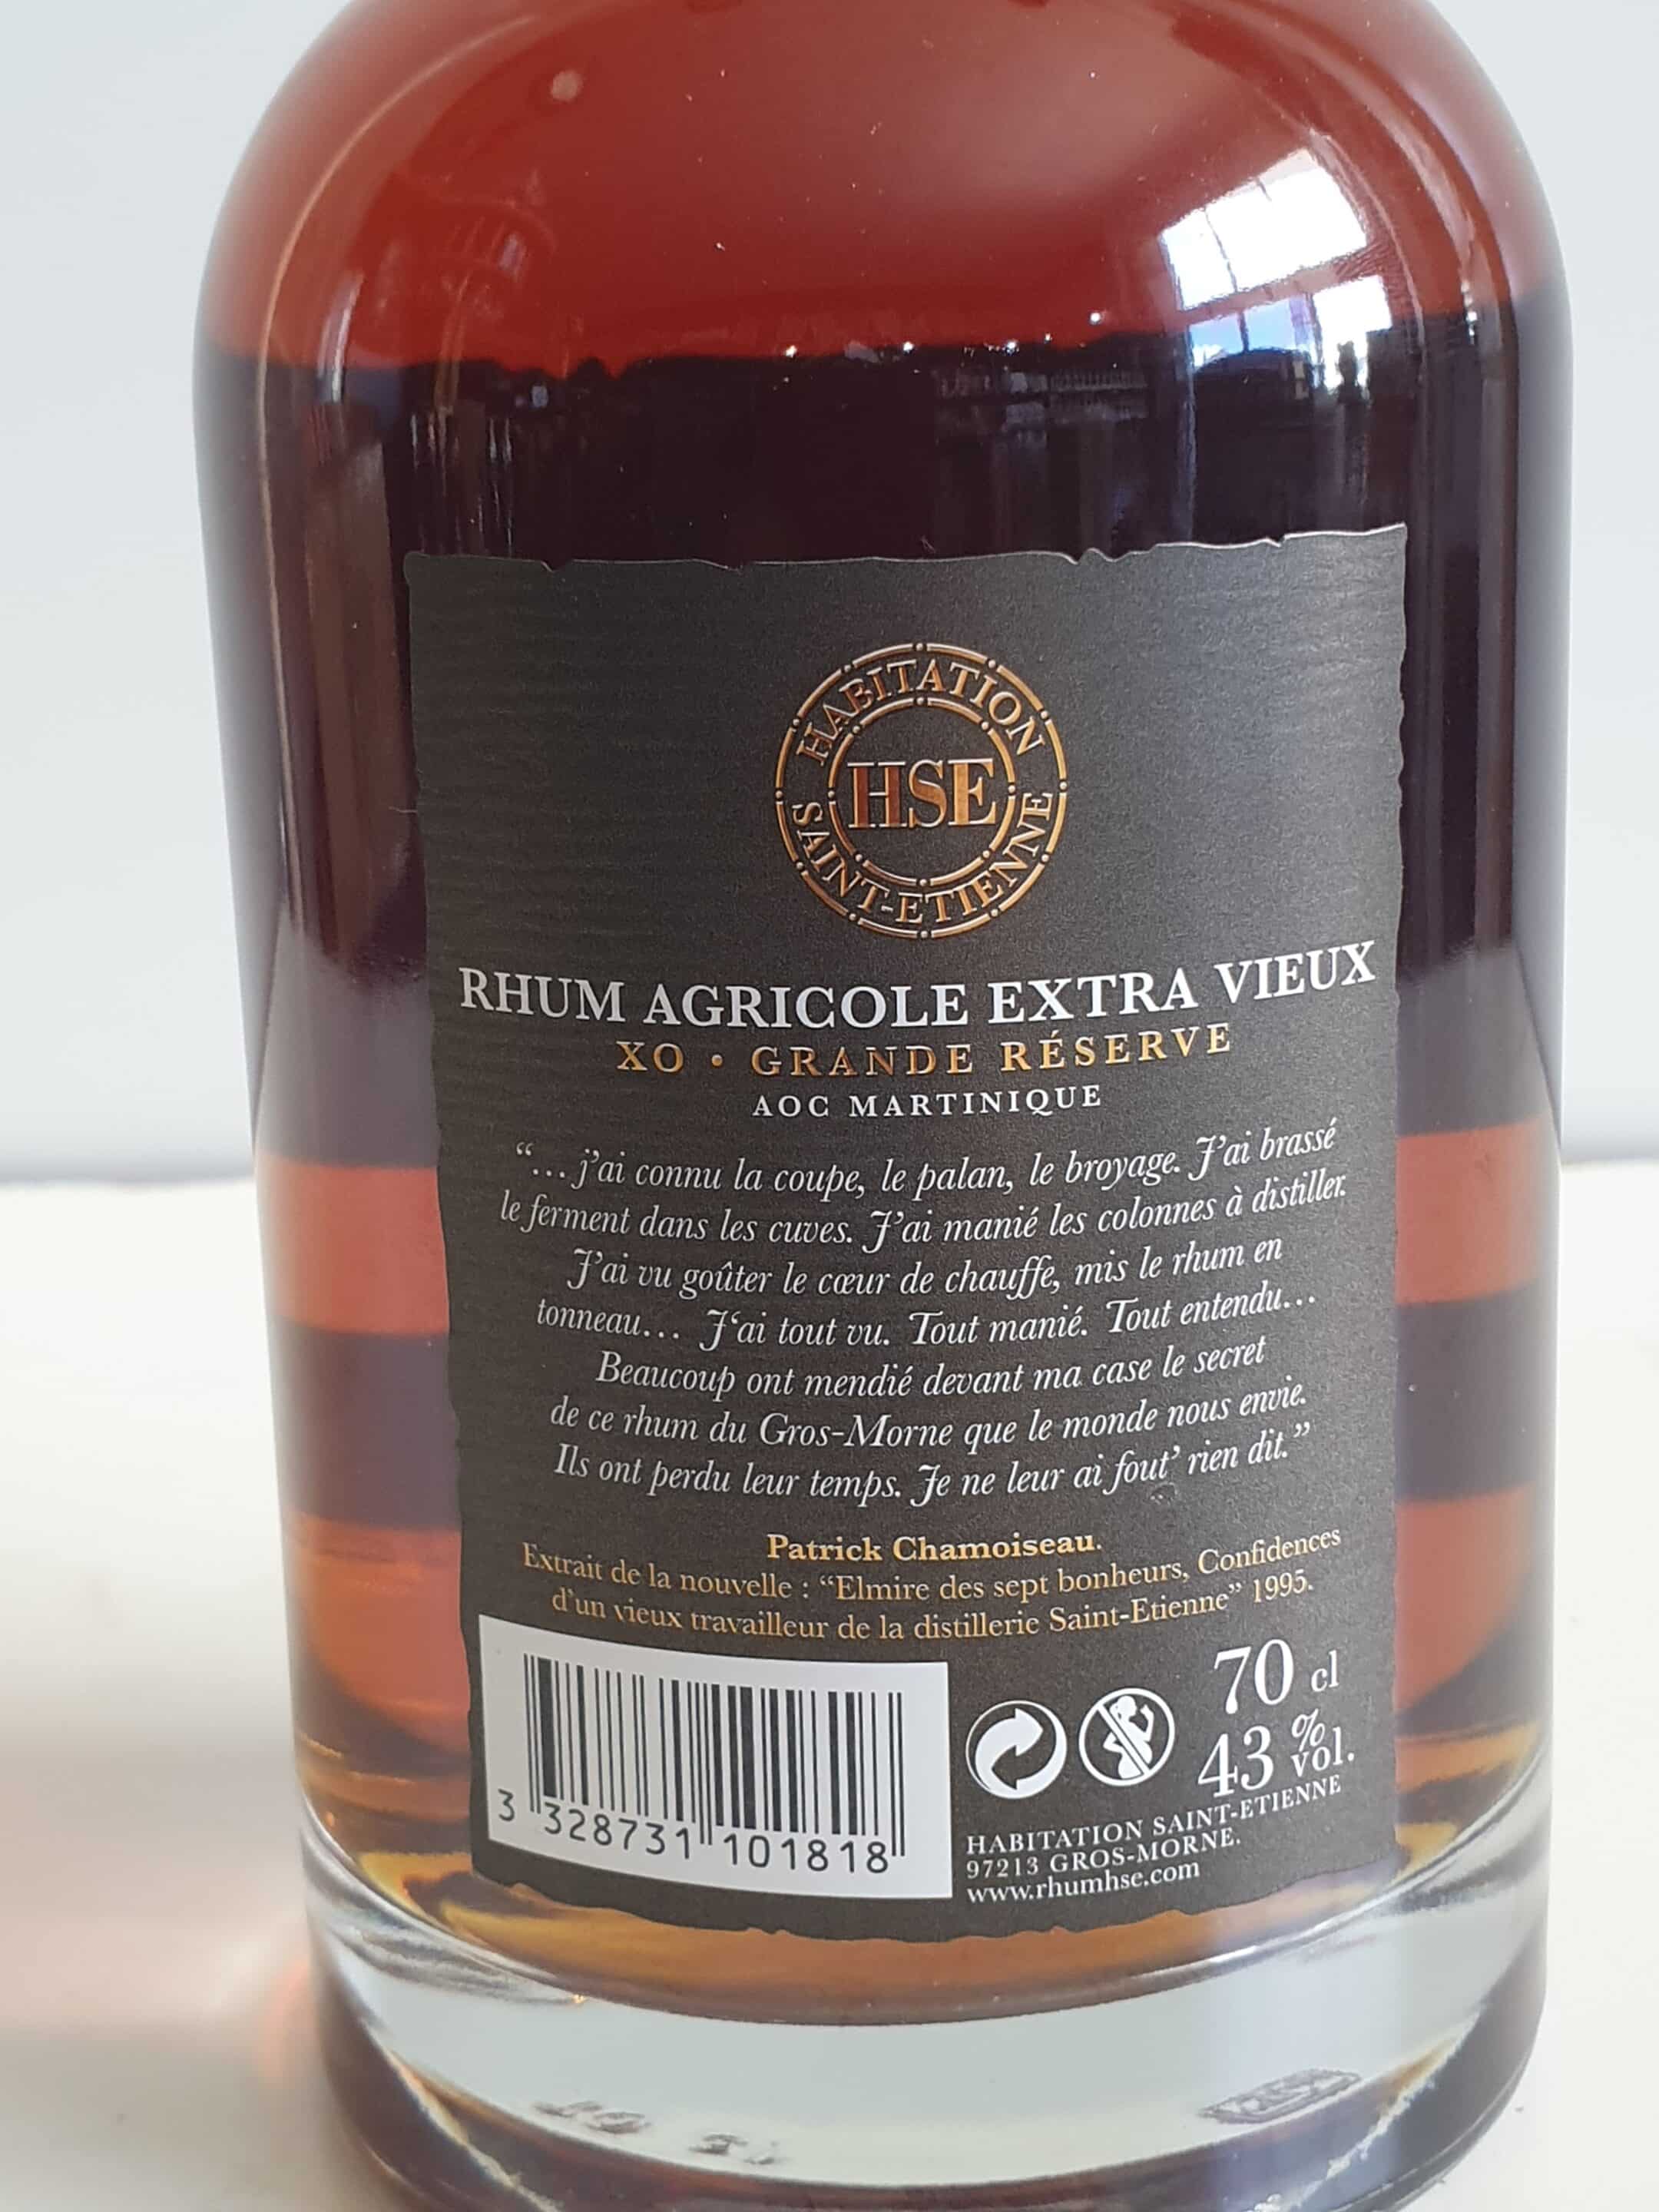 HABITATION
HSE
SAINT-ETIENNE
RHUM AGRICOLE EXTRA VIEUX
XO • GRANDE RÉSERVE
AOC MARTINIQUE
“... j’ai connu la coupe, le palan, le broyage. J’ai brassé
le ferment dans les cuves. J’ai manié les colonnes à distiller.
J’ai vu goûter le cœur de chauffe, mis le rhum en
tonneau... J‘ai tout vu. Tout manié. Tout entendu...
Beaucoup ont mendié devant ma case le secret
de ce rhum du Gros-Morne que le monde nous envie.
Ils ont perdu leur temps. Je ne leur ai fout’ rien dit.”
Patrick Chamoiseau.
Extrait de la nouvelle : “Elmire des sept bonheurs, Confidences
d’un vieux travailleur de la distillerie Saint-Etienne” 1995.
70 cl
43 % vol.
HABITATION SAINT-ETIENNE
97213 GROS-MORNE.
www.rhumhse.com
3 328731 101818